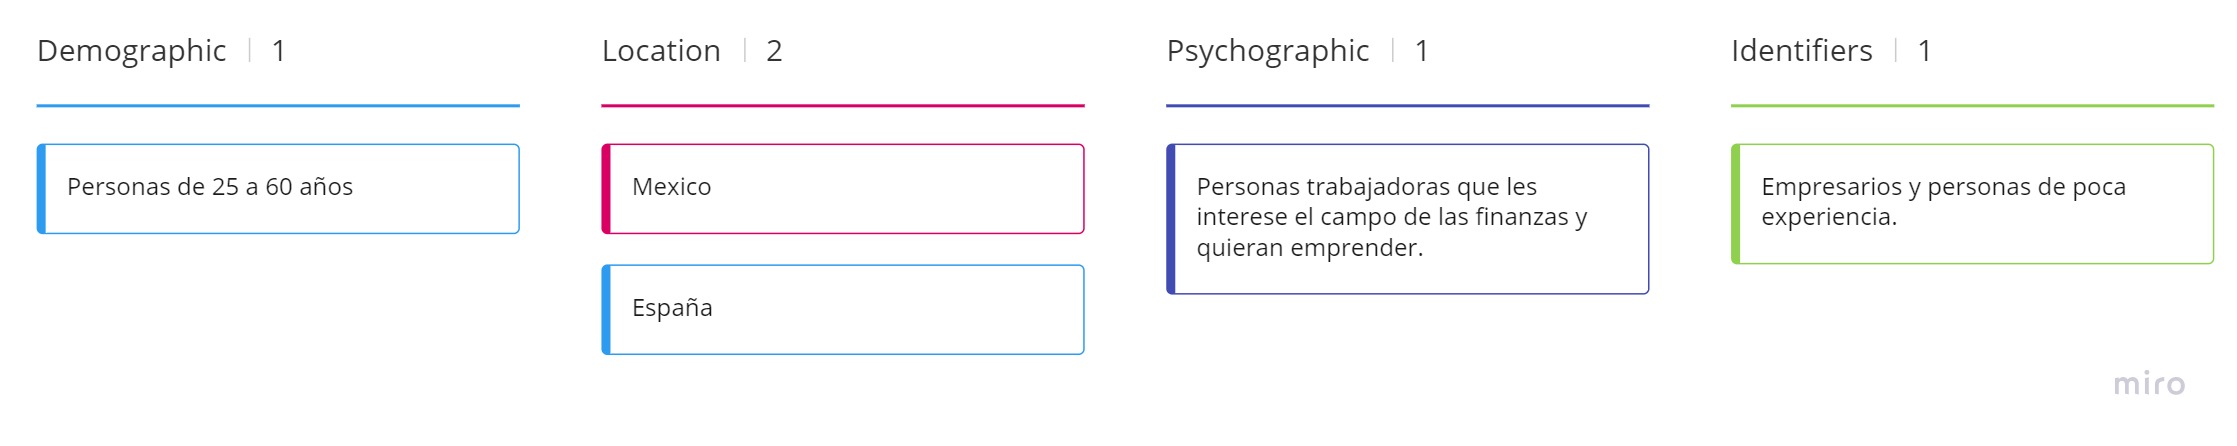 Demographic | 1
Personas de 25 a 60 años
Location | 2
Mexico
España
Psychographic | 1
Personas trabajadoras que les
interese el campo de las finanzas y
quieran emprender.
Identifiers | 1
Empresarios y personas de poca
experiencia.
miro